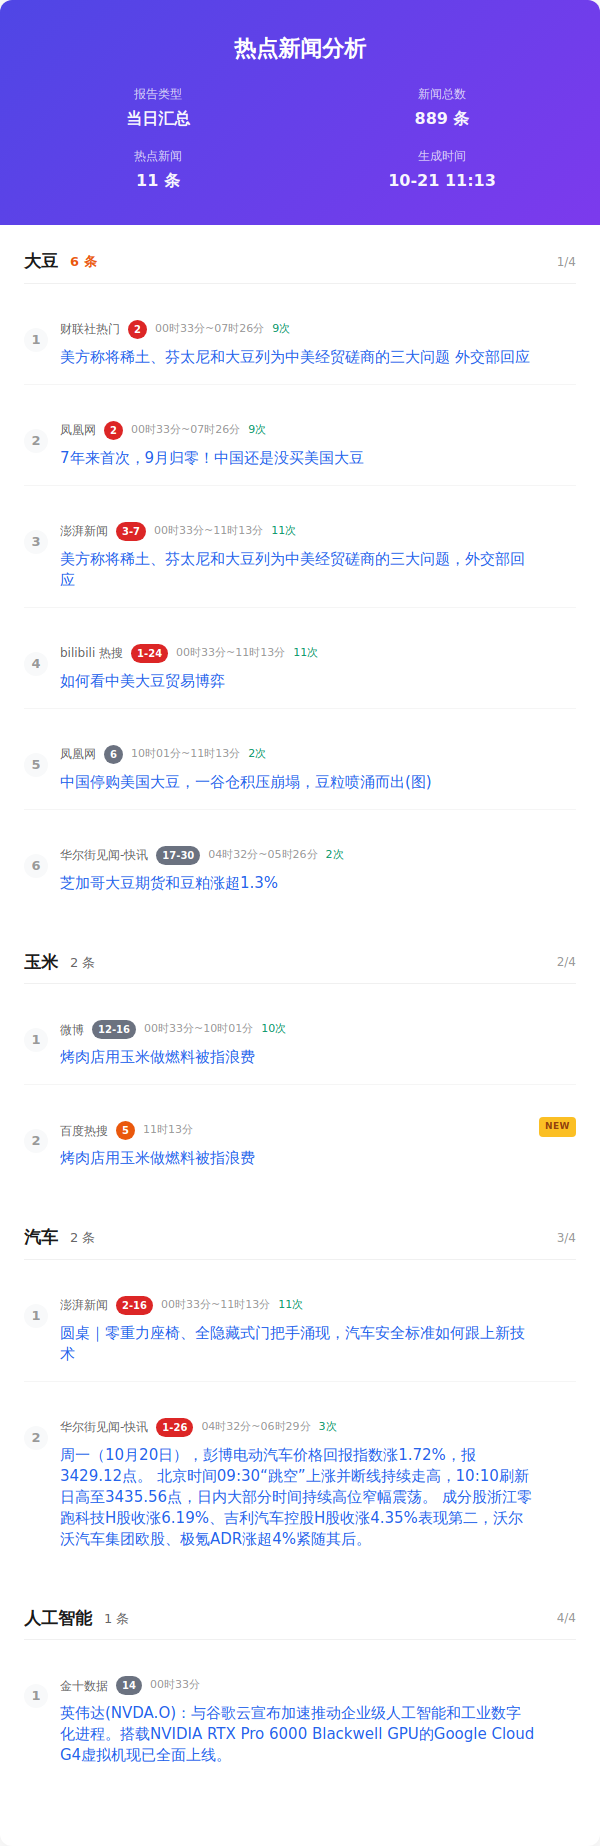 热点新闻分析
报告类型
当日汇总
新闻总数
889 条
热点新闻
11 条
生成时间
10-21 11:13
大豆 6 条 1/4
1 财联社热门 2 00时33分~07时26分 9次
美方称将稀土、芬太尼和大豆列为中美经贸磋商的三大问题 外交部回应
2 凤凰网 2 00时33分~07时26分 9次
7年来首次，9月归零！中国还是没买美国大豆
3 澎湃新闻 3-7 00时33分~11时13分 11次
美方称将稀土、芬太尼和大豆列为中美经贸磋商的三大问题，外交部回
应
4 bilibili 热搜 1-24 00时33分~11时13分 11次
如何看中美大豆贸易博弈
5 凤凰网 6 10时01分~11时13分 2次
中国停购美国大豆，一谷仓积压崩塌，豆粒喷涌而出(图)
6 华尔街见闻-快讯 17-30 04时32分~05时26分 2次
芝加哥大豆期货和豆粕涨超1.3%
玉米 2 条 2/4
1 微博 12-16 00时33分~10时01分 10次
烤肉店用玉米做燃料被指浪费
2 百度热搜 5 11时13分 NEW
烤肉店用玉米做燃料被指浪费
汽车 2 条 3/4
1 澎湃新闻 2-16 00时33分~11时13分 11次
圆桌｜零重力座椅、全隐藏式门把手涌现，汽车安全标准如何跟上新技
术
2 华尔街见闻-快讯 1-26 04时32分~06时29分 3次
周一（10月20日），彭博电动汽车价格回报指数涨1.72%，报
3429.12点。 北京时间09:30“跳空”上涨并断线持续走高，10:10刷新
日高至3435.56点，日内大部分时间持续高位窄幅震荡。 成分股浙江零
跑科技H股收涨6.19%、吉利汽车控股H股收涨4.35%表现第二，沃尔
沃汽车集团欧股、极氪ADR涨超4%紧随其后。
人工智能 1 条 4/4
1 金十数据 14 00时33分
英伟达(NVDA.O)：与谷歌云宣布加速推动企业级人工智能和工业数字
化进程。搭载NVIDIA RTX Pro 6000 Blackwell GPU的Google Cloud
G4虚拟机现已全面上线。